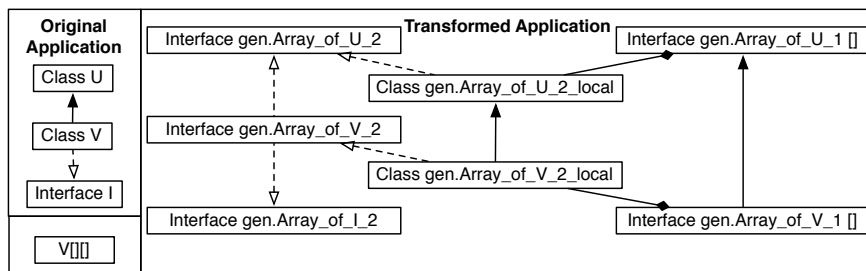 Original
Application
Class U
Class V
Interface I
V[][]
Transformed Application
Interface gen.Array_of_U_2
Interface gen.Array_of_U_1 []
Class gen.Array_of_U_2_local
Interface gen.Array_of_V_2
Class gen.Array_of_V_2_local
Interface gen.Array_of_I_2
Interface gen.Array_of_V_1 []